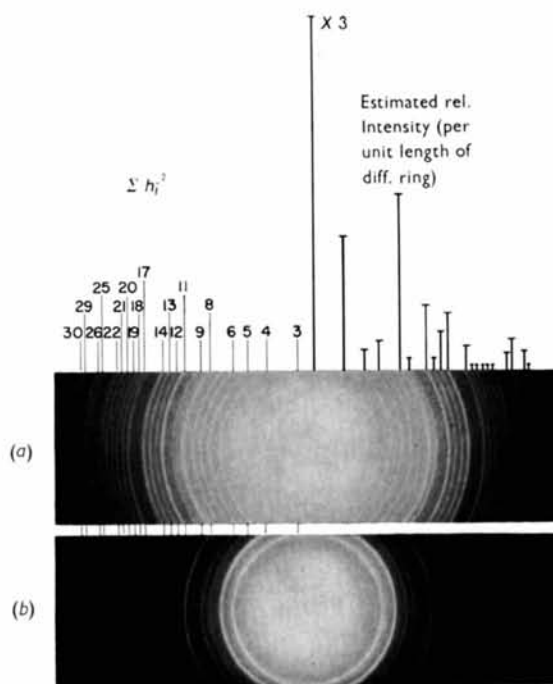 X 3
Estimated rel.
Intensity (per
unit length of
diff. ring)
Σ hᵢ²
17
20
25
11
29
21
18
13
8
30
26
22
19
14
12
9
6
5
4
3
(a)
(b)